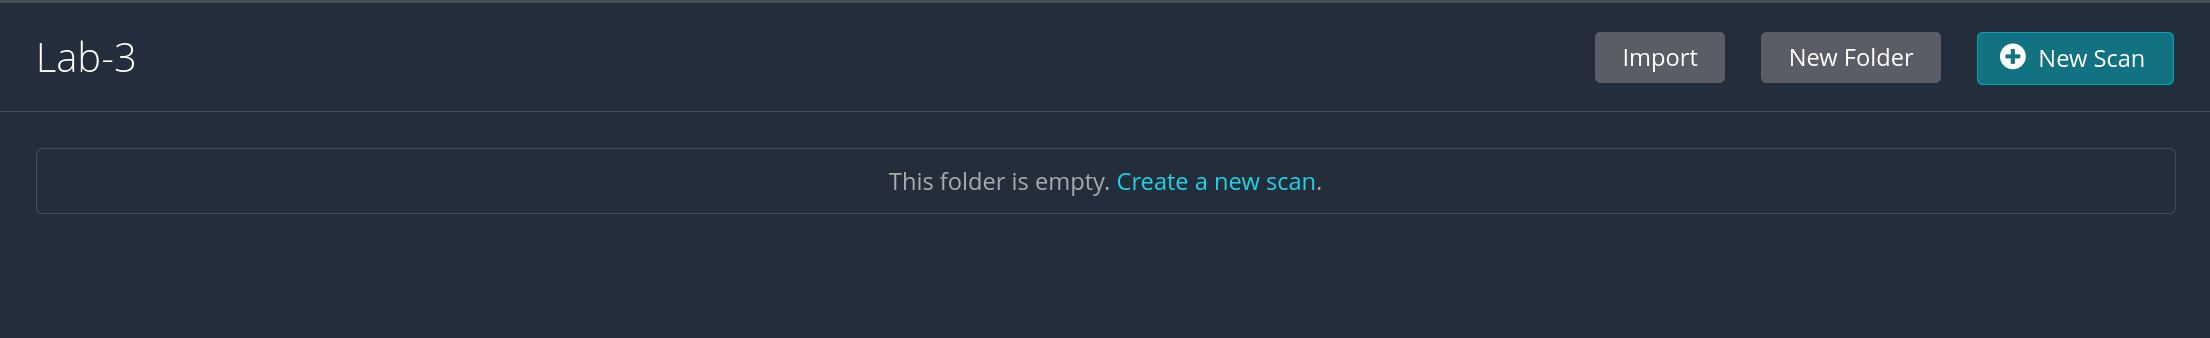 Lab-3
Import
New Folder
New Scan
This folder is empty. Create a new scan.